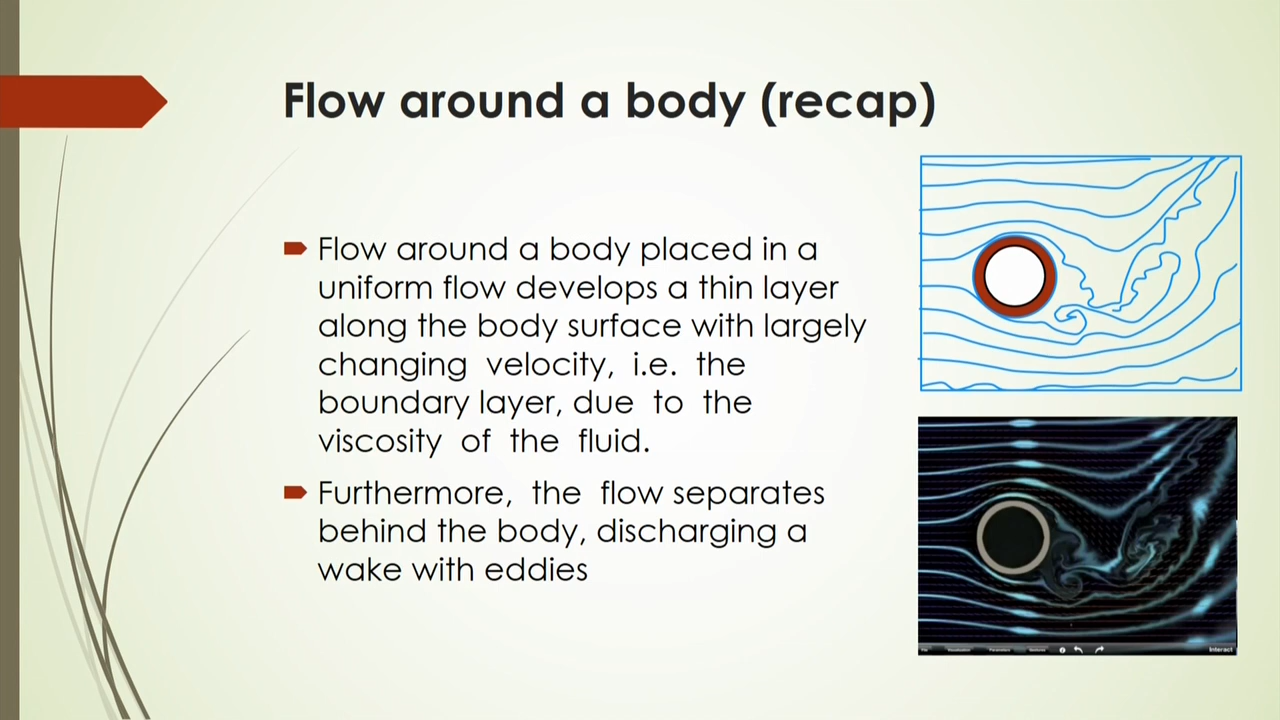 Flow around a body (recap)
Flow around a body placed in a
uniform flow develops a thin layer
along the body surface with largely
changing velocity, i.e. the
boundary layer, due to the
viscosity of the fluid.
Furthermore, the flow separates
behind the body, discharging a
wake with eddies
Interact